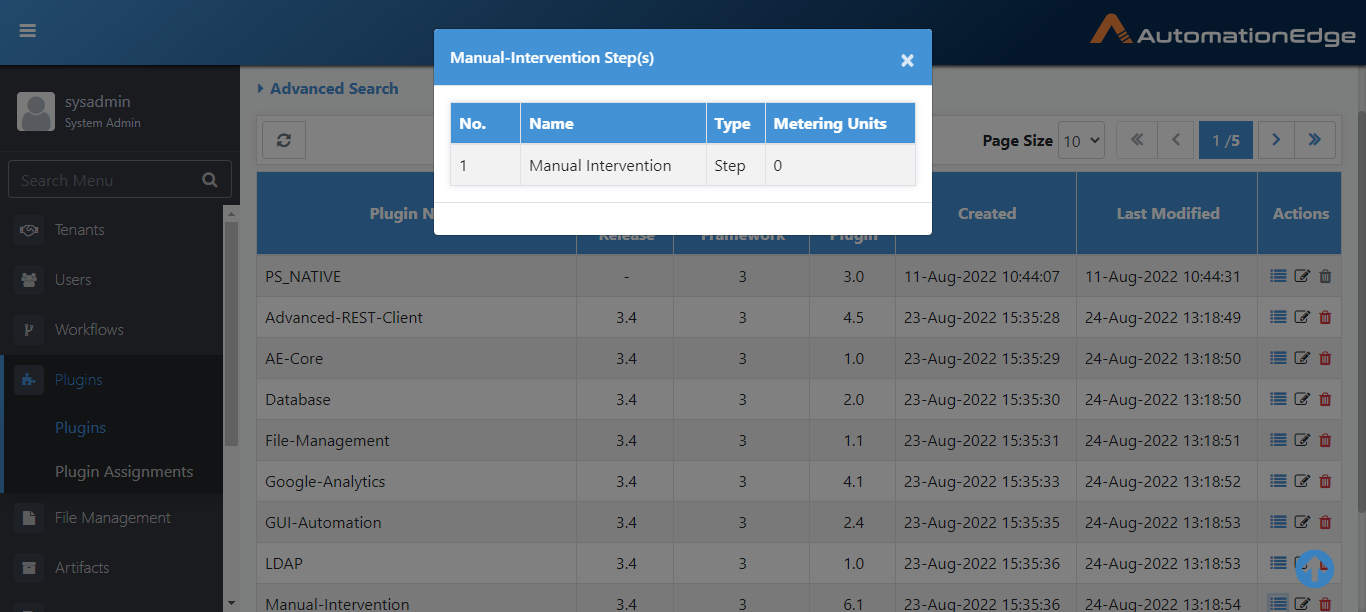 AutomationEdge
Manual-Intervention Step(s)
No. Name Type Metering Units
1 Manual Intervention Step 0
sysadmin
System Admin
Search Menu
Tenants
Users
Workflows
Plugins
Plugins
Plugin Assignments
File Management
Artifacts
Advanced Search
Page Size 10 1 /5
Plugin N Release Framework Plugin Created Last Modified Actions
PS_NATIVE - 3 3.0 11-Aug-2022 10:44:07 11-Aug-2022 10:44:31
Advanced-REST-Client 3.4 3 4.5 23-Aug-2022 15:35:28 24-Aug-2022 13:18:49
AE-Core 3.4 3 1.0 23-Aug-2022 15:35:29 24-Aug-2022 13:18:50
Database 3.4 3 2.0 23-Aug-2022 15:35:30 24-Aug-2022 13:18:50
File-Management 3.4 3 1.1 23-Aug-2022 15:35:31 24-Aug-2022 13:18:51
Google-Analytics 3.4 3 4.1 23-Aug-2022 15:35:33 24-Aug-2022 13:18:52
GUI-Automation 3.4 3 2.4 23-Aug-2022 15:35:35 24-Aug-2022 13:18:53
LDAP 3.4 3 1.0 23-Aug-2022 15:35:36 24-Aug-2022 13:18:53
Manual-Intervention 3.4 3 6.1 23-Aug-2022 15:35:36 24-Aug-2022 13:18:54